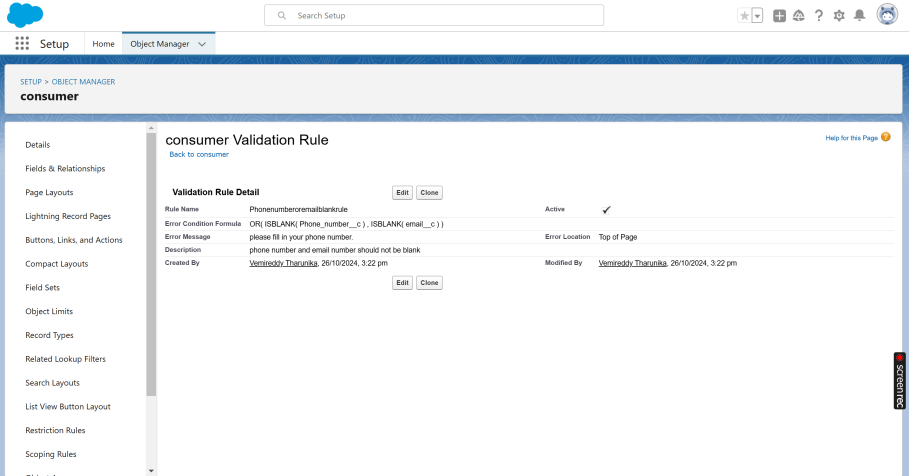 Search Setup
Setup
Home
Object Manager
SETUP > OBJECT MANAGER
consumer
Details
Fields & Relationships
Page Layouts
Lightning Record Pages
Buttons, Links, and Actions
Compact Layouts
Field Sets
Object Limits
Record Types
Related Lookup Filters
Search Layouts
List View Button Layout
Restriction Rules
Scoping Rules
consumer Validation Rule
Back to consumer
Help for this Page
Validation Rule Detail
Edit Clone
Rule Name Phonenumberoremailblankrule Active
Error Condition Formula OR( ISBLANK( Phone_number__c ) , ISBLANK( email__c ) )
Error Message please fill in your phone number. Error Location Top of Page
Description phone number and email number should not be blank
Created By Vemireddy Tharunika, 26/10/2024, 3:22 pm Modified By Vemireddy Tharunika, 26/10/2024, 3:22 pm
Edit Clone
screenrec